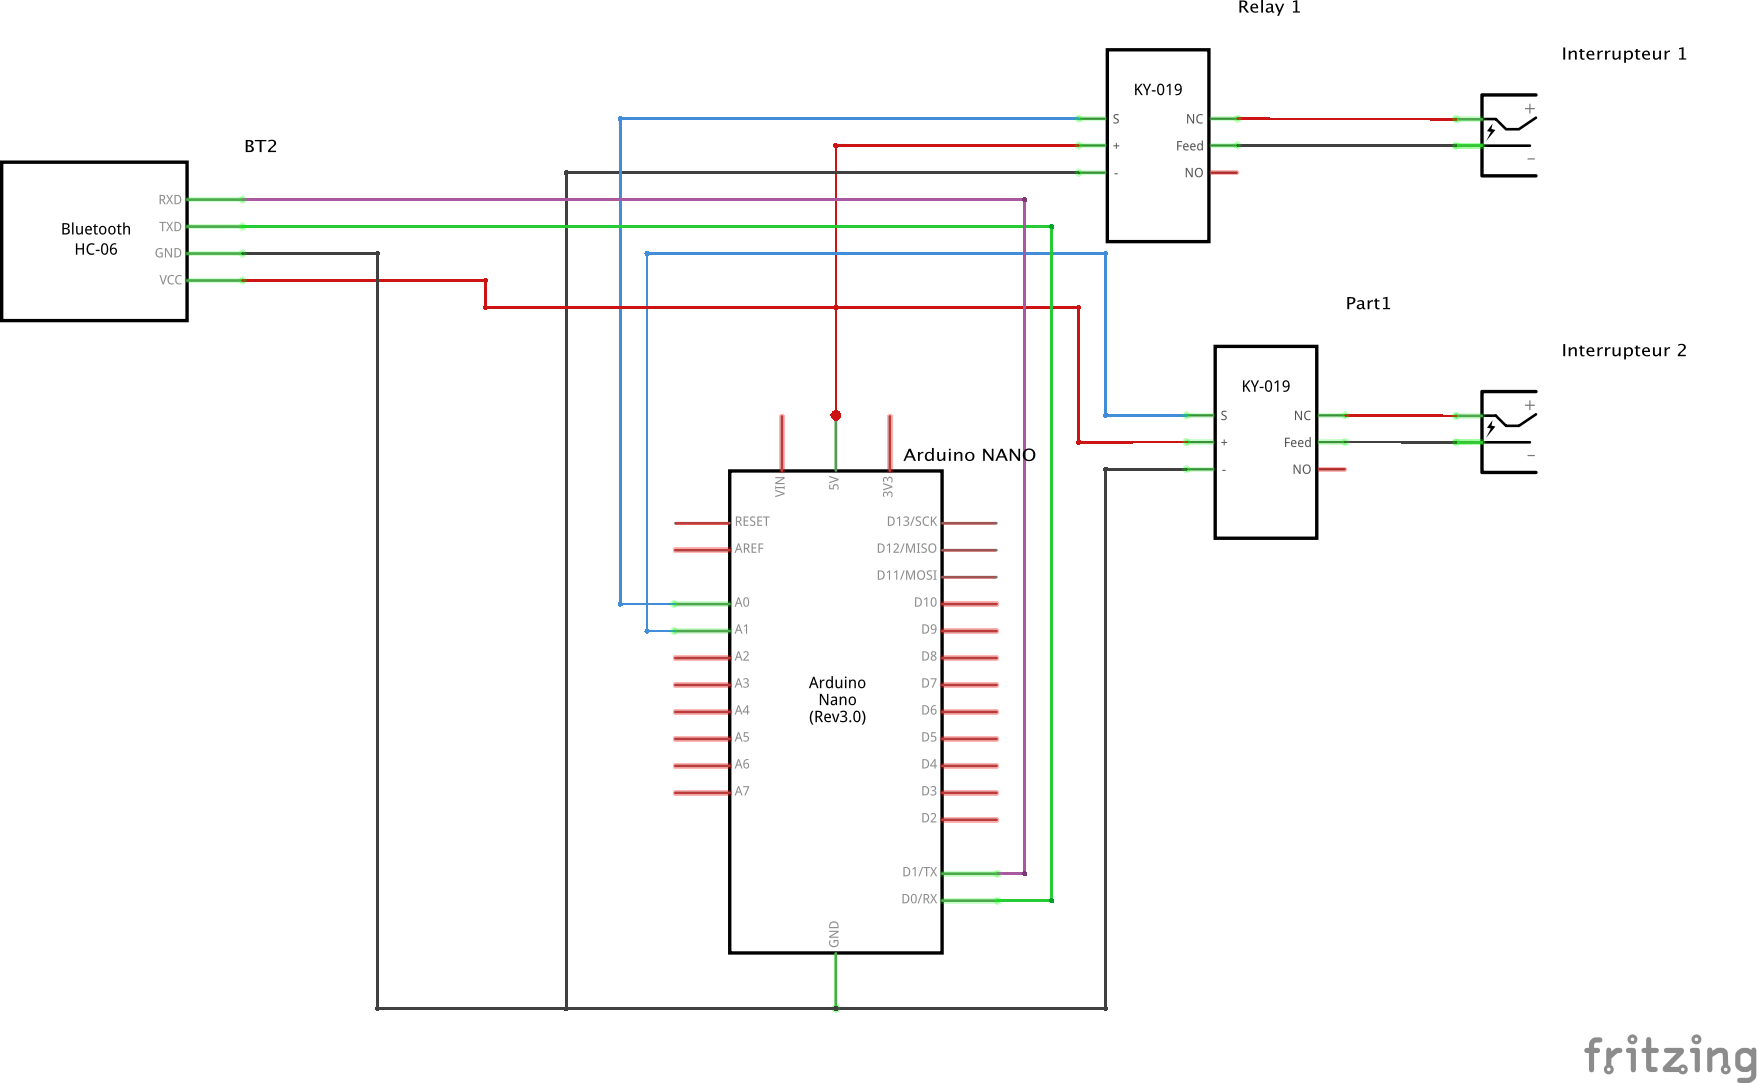 Relay 1
Interrupteur 1
KY-019
S
+
-
NC
Feed
NO
+
−
BT2
Bluetooth
HC-06
RXD
TXD
GND
VCC
Part1
Interrupteur 2
KY-019
S
+
-
NC
Feed
NO
+
−
Arduino NANO
VIN
5V
3V3
RESET
AREF
A0
A1
A2
A3
A4
A5
A6
A7
D13/SCK
D12/MISO
D11/MOSI
D10
D9
D8
D7
D6
D5
D4
D3
D2
D1/TX
D0/RX
Arduino
Nano
(Rev3.0)
GND
fritzing